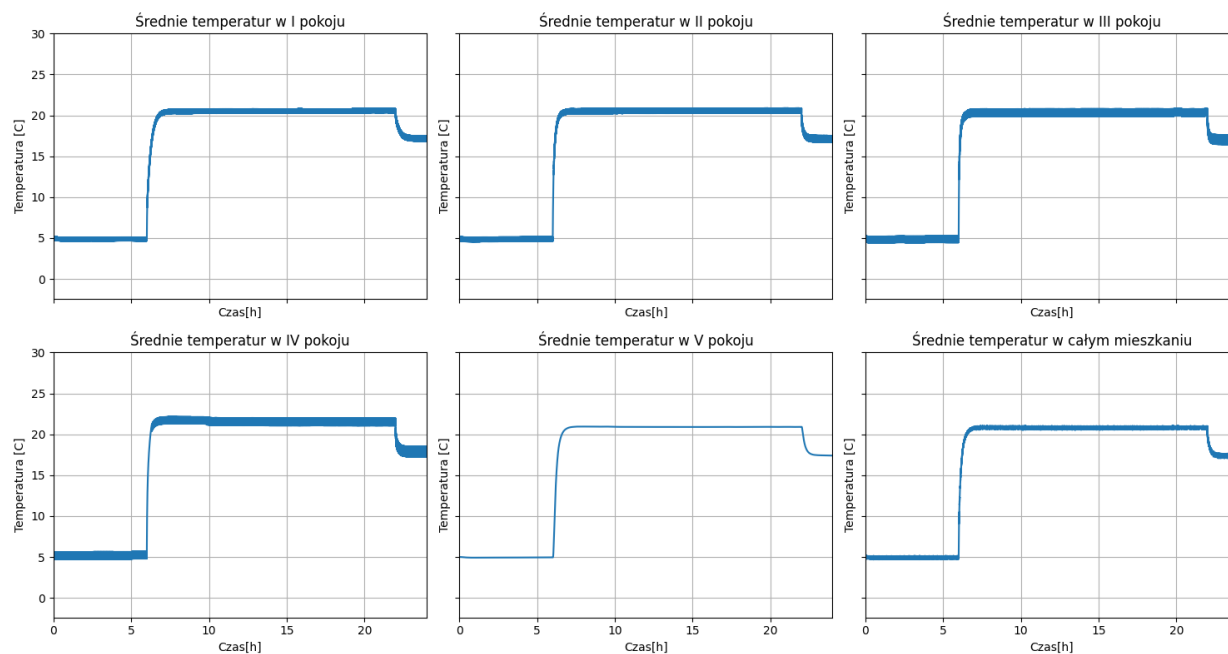 Średnie temperatur w I pokoju
Średnie temperatur w II pokoju
Średnie temperatur w III pokoju
30
25
20
15
10
5
0
Temperatura [C]
Temperatura [C]
Temperatura [C]
Czas[h]
Czas[h]
Czas[h]
Średnie temperatur w IV pokoju
Średnie temperatur w V pokoju
Średnie temperatur w całym mieszkaniu
30
25
20
15
10
5
0
Temperatura [C]
Temperatura [C]
Temperatura [C]
0 5 10 15 20
0 5 10 15 20
0 5 10 15 20
Czas[h]
Czas[h]
Czas[h]